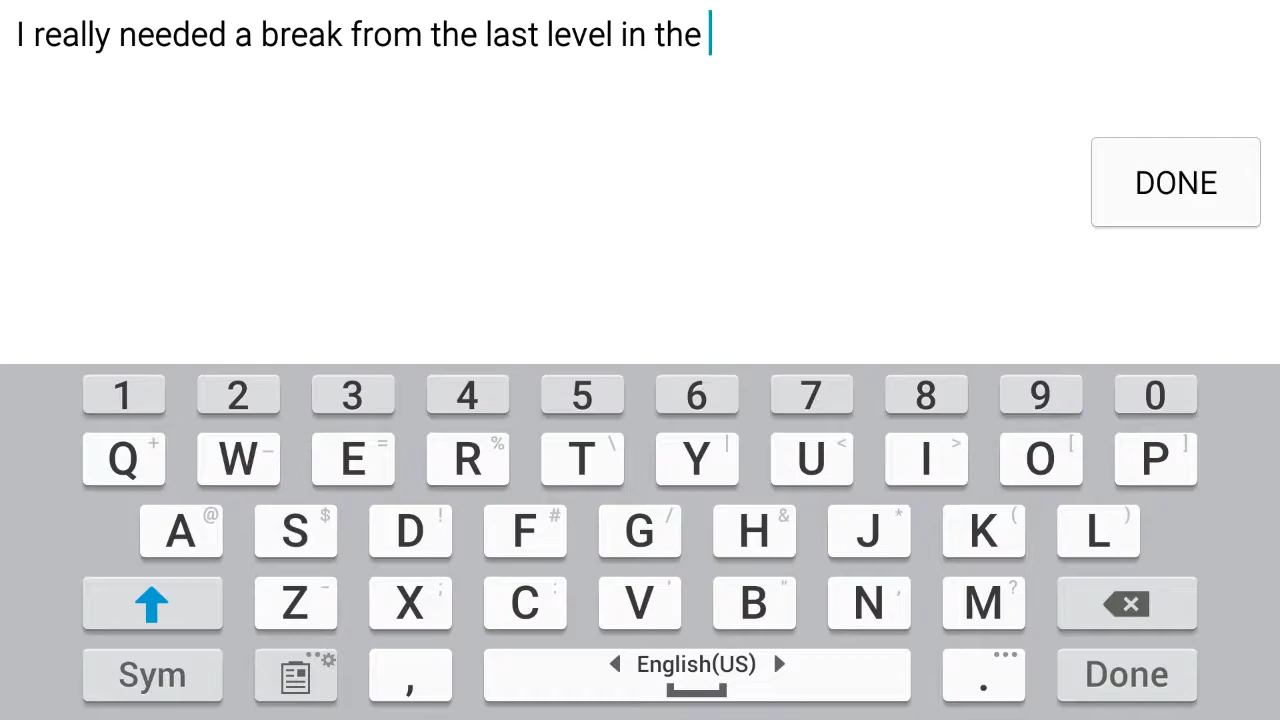 I really needed a break from the last level in the
DONE
1 2 3 4 5 6 7 8 9 0
Q + W - E = R % T \ Y | U < I > O [ P ]
A @ S $ D ! F # G / H & J * K ( L )
Z - X ; C : V ' B " N , M ? x
Sym , English(US) . ... Done